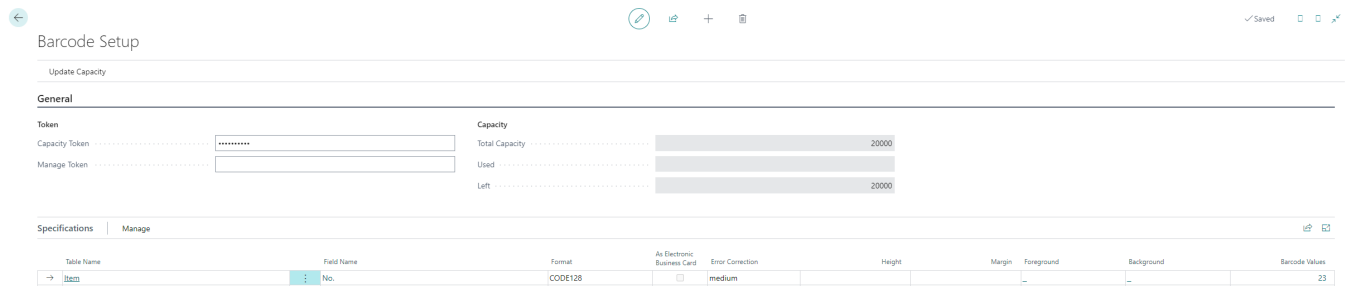 Saved
Barcode Setup
Update Capacity
General
Token
Capacity Token ••••••••••
Manage Token
Capacity
Total Capacity 20000
Used
Left 20000
Specifications Manage
Table Name Field Name Format As Electronic Business Card Error Correction Height Margin Foreground Background Barcode Values
Item No. CODE128 medium _ _ 23